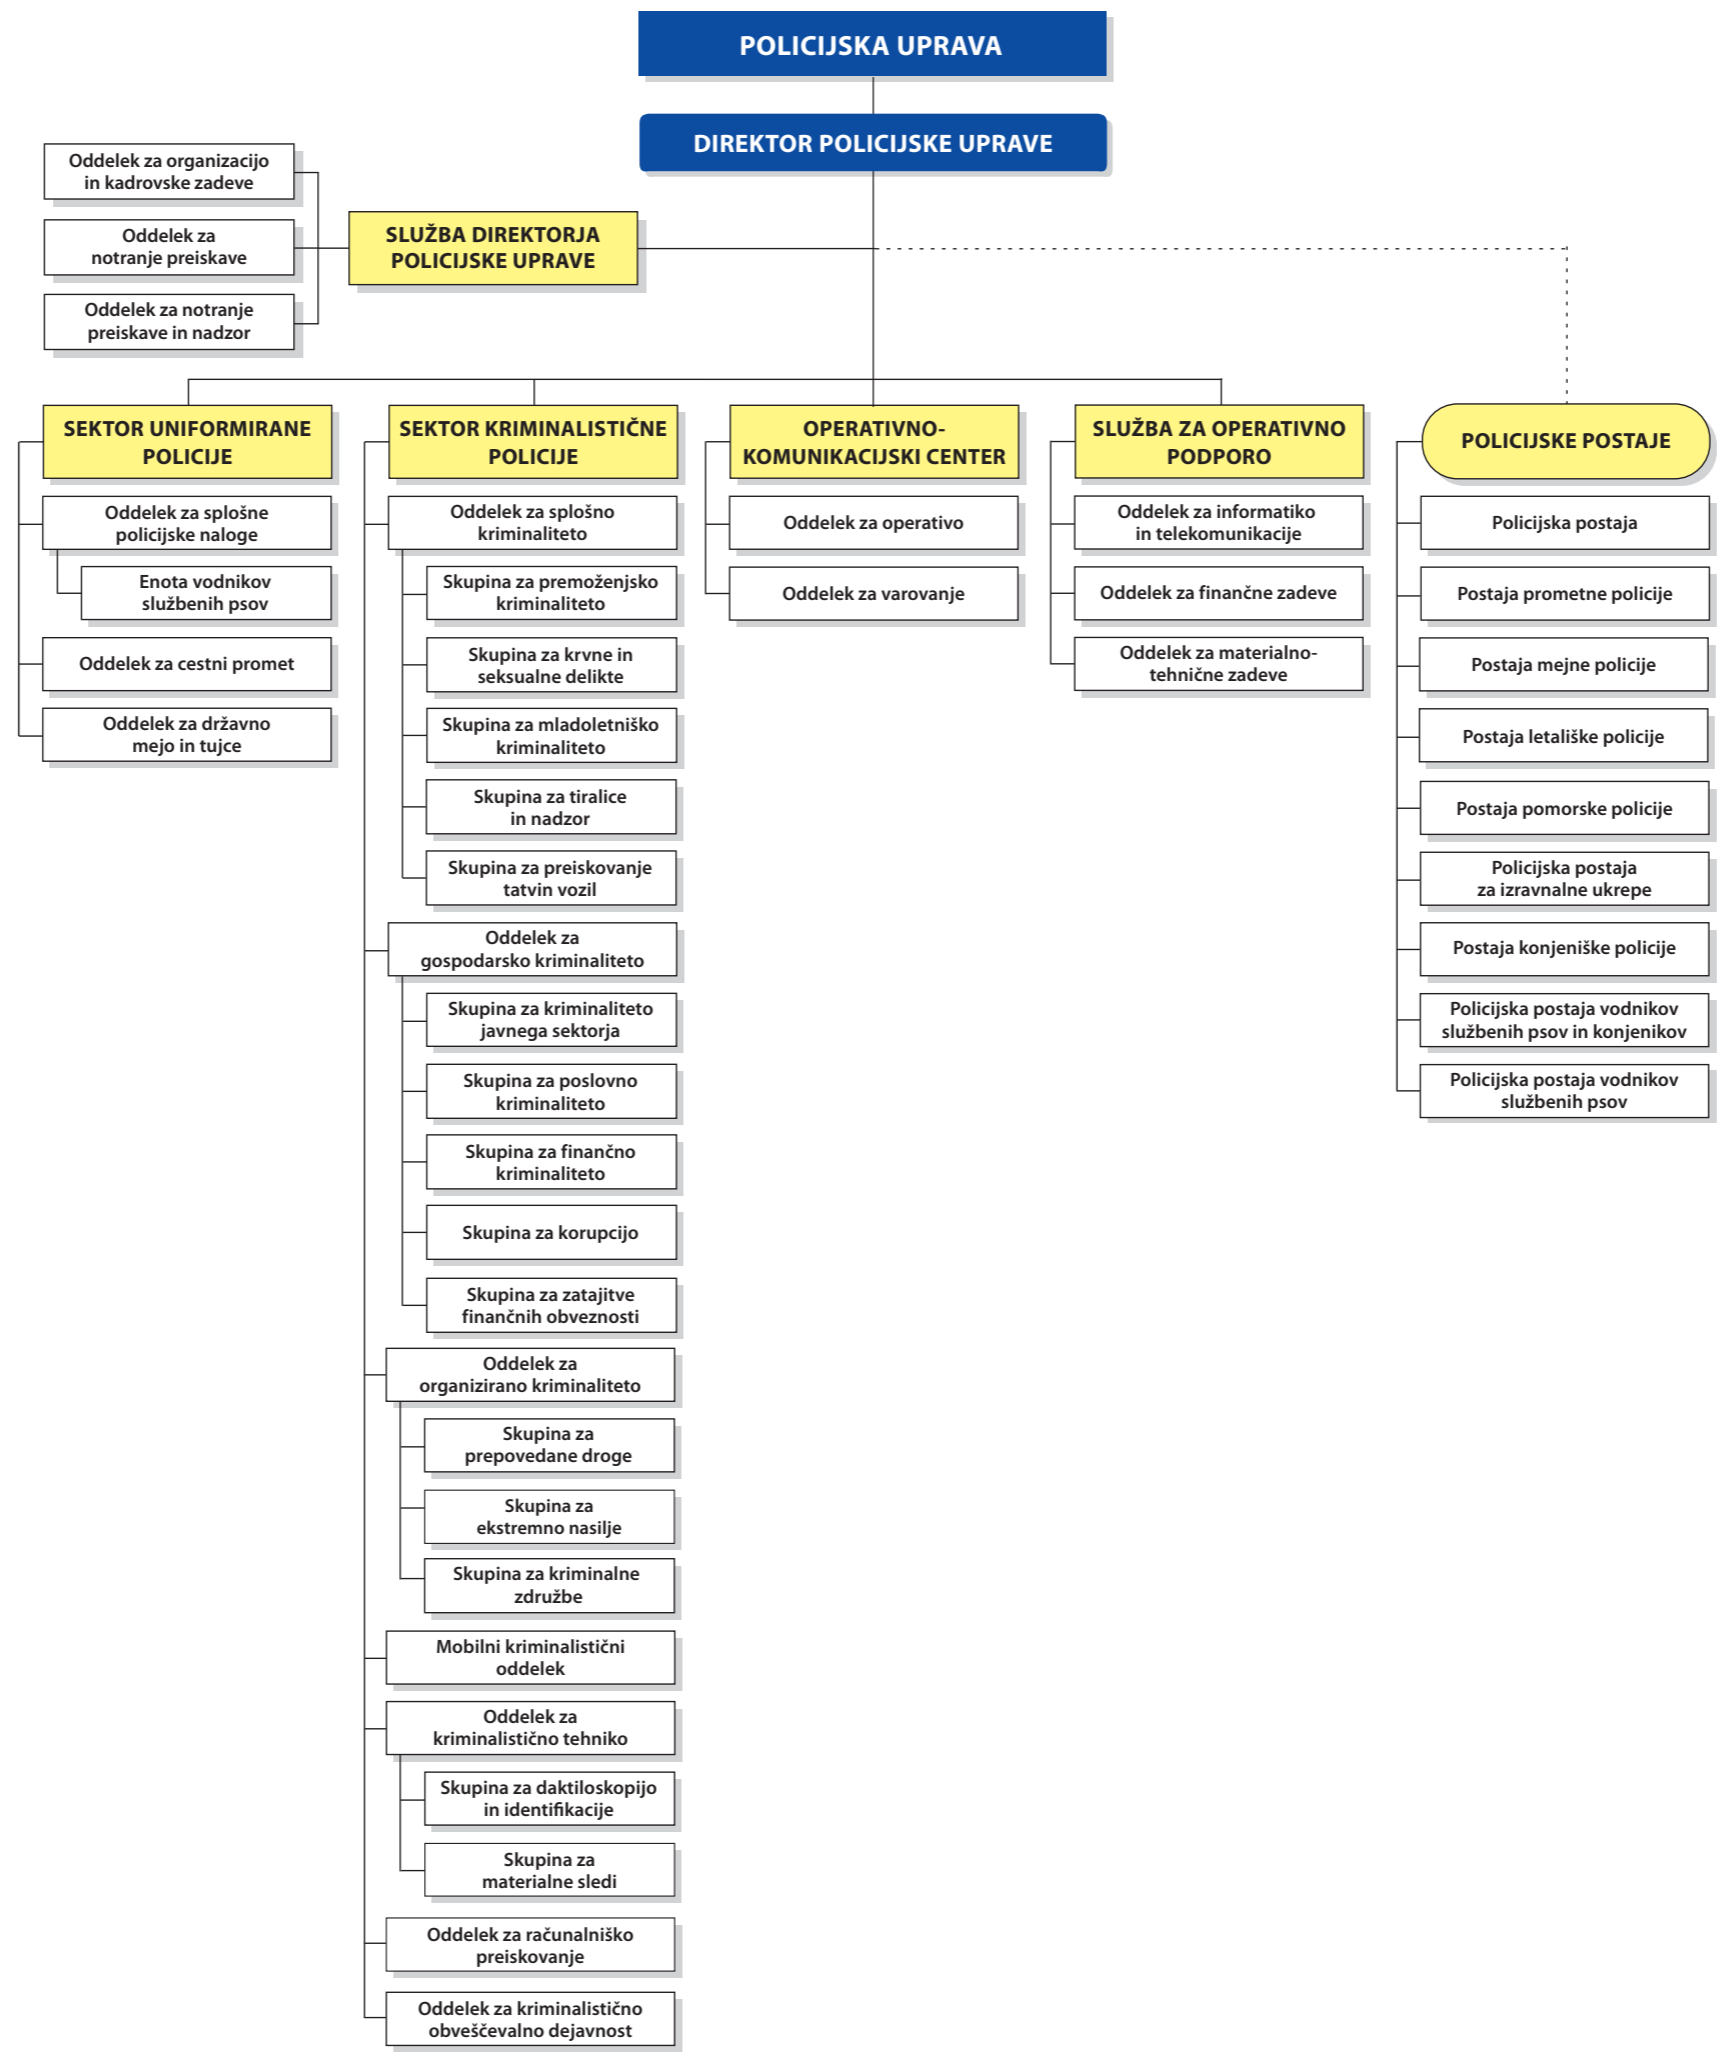 POLICIJSKA UPRAVA
DIREKTOR POLICIJSKE UPRAVE
Oddelek za organizacijo
in kadrovske zadeve
Oddelek za
notranje preiskave
Oddelek za notranje
preiskave in nadzor
SLUŽBA DIREKTORJA
POLICIJSKE UPRAVE
SEKTOR UNIFORMIRANE
POLICIJE
Oddelek za splošne
policijske naloge
Enota vodnikov
službenih psov
Oddelek za cestni promet
Oddelek za državno
mejo in tujce
SEKTOR KRIMINALISTIČNE
POLICIJE
Oddelek za splošno
kriminaliteto
Skupina za premoženjsko
kriminaliteto
Skupina za krvne in
seksualne delikte
Skupina za mladoletniško
kriminaliteto
Skupina za tiralice
in nadzor
Skupina za preiskovanje
tatvin vozil
Oddelek za
gospodarsko kriminaliteto
Skupina za kriminaliteto
javnega sektorja
Skupina za poslovno
kriminaliteto
Skupina za finančno
kriminaliteto
Skupina za korupcijo
Skupina za zatajitve
finančnih obveznosti
Oddelek za
organizirano kriminaliteto
Skupina za
prepovedane droge
Skupina za
ekstremno nasilje
Skupina za kriminalne
združbe
Mobilni kriminalistični
oddelek
Oddelek za
kriminalistično tehniko
Skupina za daktiloskopijo
in identifikacije
Skupina za
materialne sledi
Oddelek za računalniško
preiskovanje
Oddelek za kriminalistično
obveščevalno dejavnost
OPERATIVNO-
KOMUNIKACIJSKI CENTER
Oddelek za operativo
Oddelek za varovanje
SLUŽBA ZA OPERATIVNO
PODPORO
Oddelek za informatiko
in telekomunikacije
Oddelek za finančne zadeve
Oddelek za materialno-
tehnične zadeve
POLICIJSKE POSTAJE
Policijska postaja
Postaja prometne policije
Postaja mejne policije
Postaja letališke policije
Postaja pomorske policije
Policijska postaja
za izravnalne ukrepe
Postaja konjeniške policije
Policijska postaja vodnikov
službenih psov in konjenikov
Policijska postaja vodnikov
službenih psov